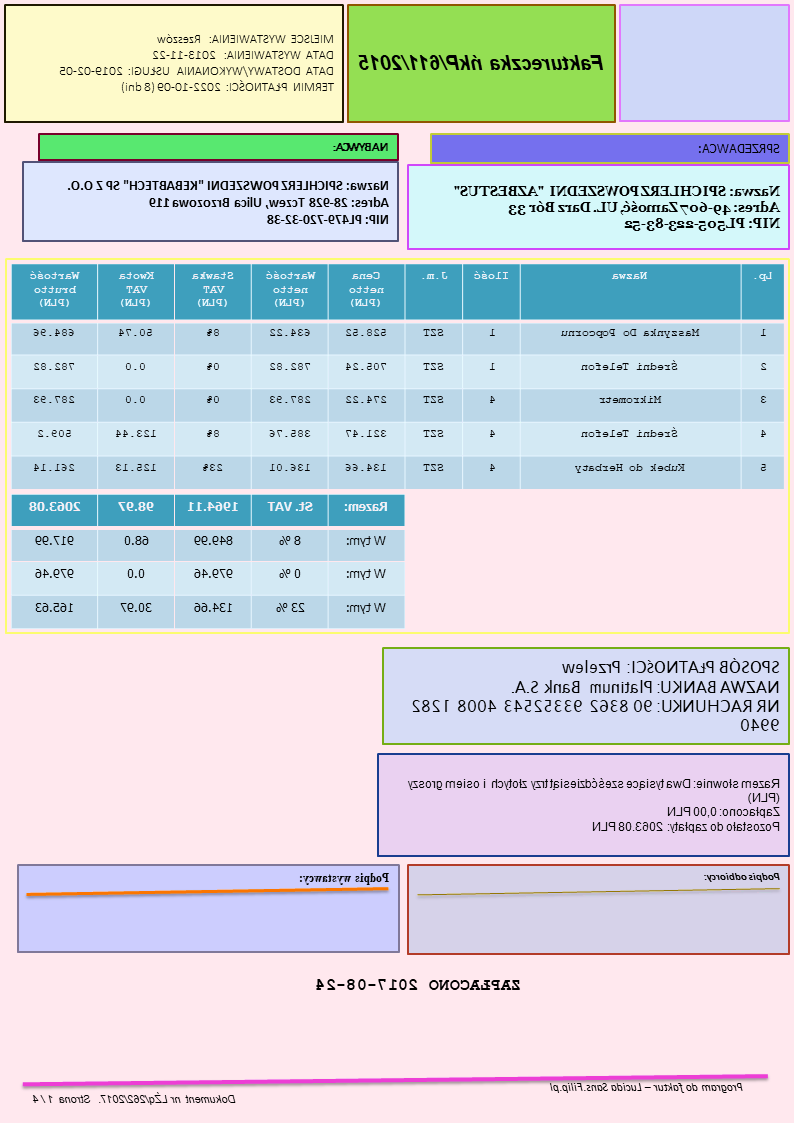 Faktureczka ńkP/611/2015
MIEJSCE WYSTAWIENIA: Rzeszów
DATA WYSTAWIENIA: 2013-11-22
DATA DOSTAWY/WYKONANIA USŁUGI: 2019-02-05
TERMIN PŁATNOŚCI: 2022-10-09 (8 dni)
SPRZEDAWCA:
Nazwa: SPICHLERZ POWSZEDNI "AZBESTUS"
Adres: 49-607 Zamość, UL. Darz Bór 33
NIP: PL505-223-83-52
NABYWCA:
Nazwa: SPICHLERZ POWSZEDNI "KEBABTECH" SP Z O.O.
Adres: 28-928 Tczew, Ulica Brzozowa 119
NIP: PL479-720-32-38
Lp. Nazwa Ilość J.m. Cena netto (PLN) Wartość netto (PLN) Stawka VAT (PLN) Kwota VAT (PLN) Wartość brutto (PLN)
1 Maszynka Do Popcornu 1 SZT 528.52 634.22 8% 50.74 684.96
2 Średni Telefon 1 SZT 705.24 782.82 0% 0.0 782.82
3 Mikrometr 4 SZT 274.22 287.93 0% 0.0 287.93
4 Średni Telefon 4 SZT 321.47 385.76 8% 123.44 509.2
5 Kubek do Herbaty 4 SZT 134.66 136.01 23% 125.13 261.14
Razem: St. VAT 1964.11 98.97 2063.08
W tym: 8 % 849.99 68.0 917.99
W tym: 0 % 979.46 0.0 979.46
W tym: 23 % 134.66 30.97 165.63
SPOSÓB PŁATNOŚCI: Przelew
NAZWA BANKU: Platinum Bank S.A.
NR RACHUNKU: 90 8362 93352543 4008 1282
9940
Razem słownie: Dwa tysiące sześćdziesiąt trzy złotych i osiem groszy
(PLN)
Zapłacono: 0,00 PLN
Pozostało do zapłaty: 2063.08 PLN
Podpis odbiorcy:
Podpis wystawcy:
ZAPŁACONO 2017-08-24
Program do faktur – Lucida Sans.Filip.pl
Dokument nr LŻq/262/2017. Strona 1 / 4